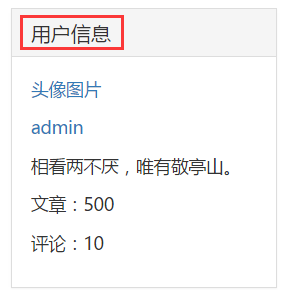 用户信息
头像图片
admin
相看两不厌，唯有敬亭山。
文章：500
评论：10